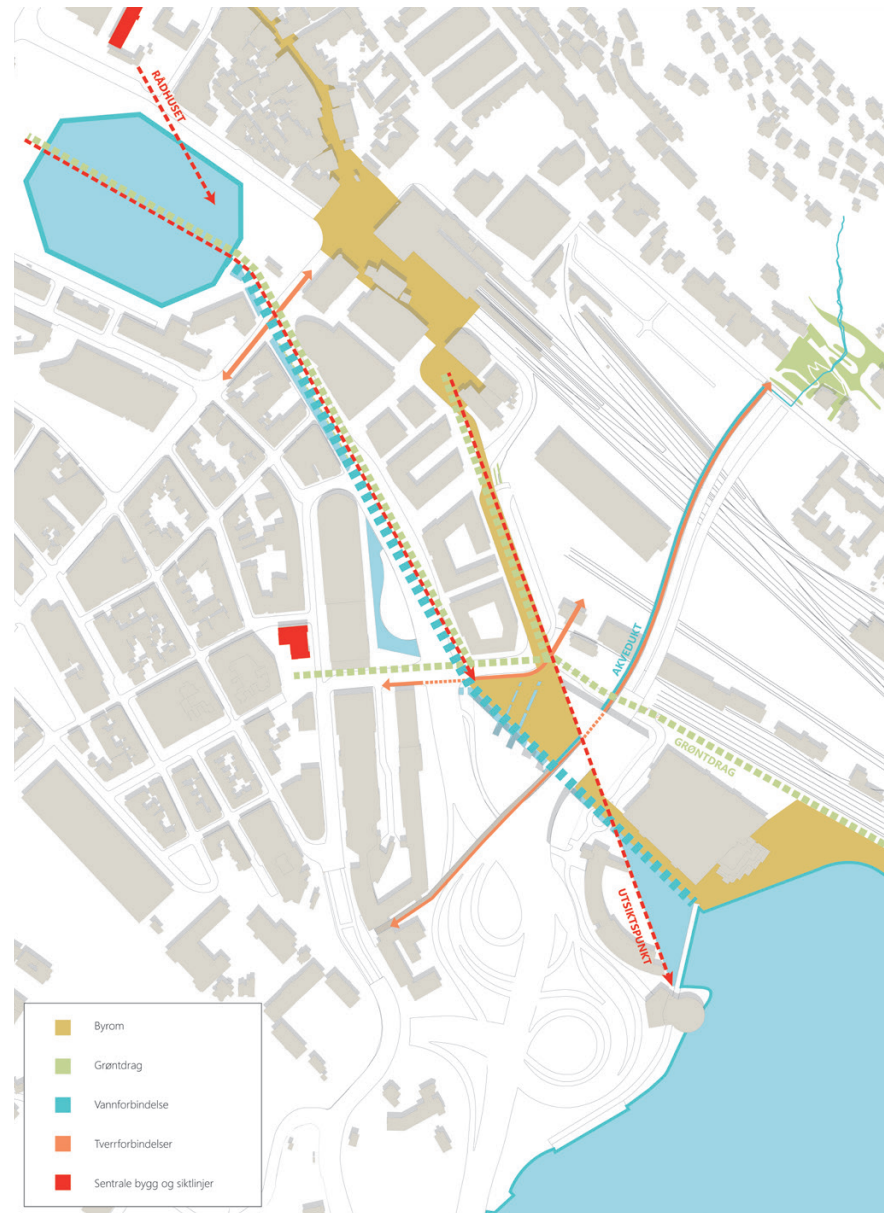 RÅDHUSET
AKVEDUKT
GRØNTDRAG
UTSIKTSPUNKT
Byrom
Grøntdrag
Vannforbindelse
Tverrforbindelser
Sentrale bygg og siktlinjer